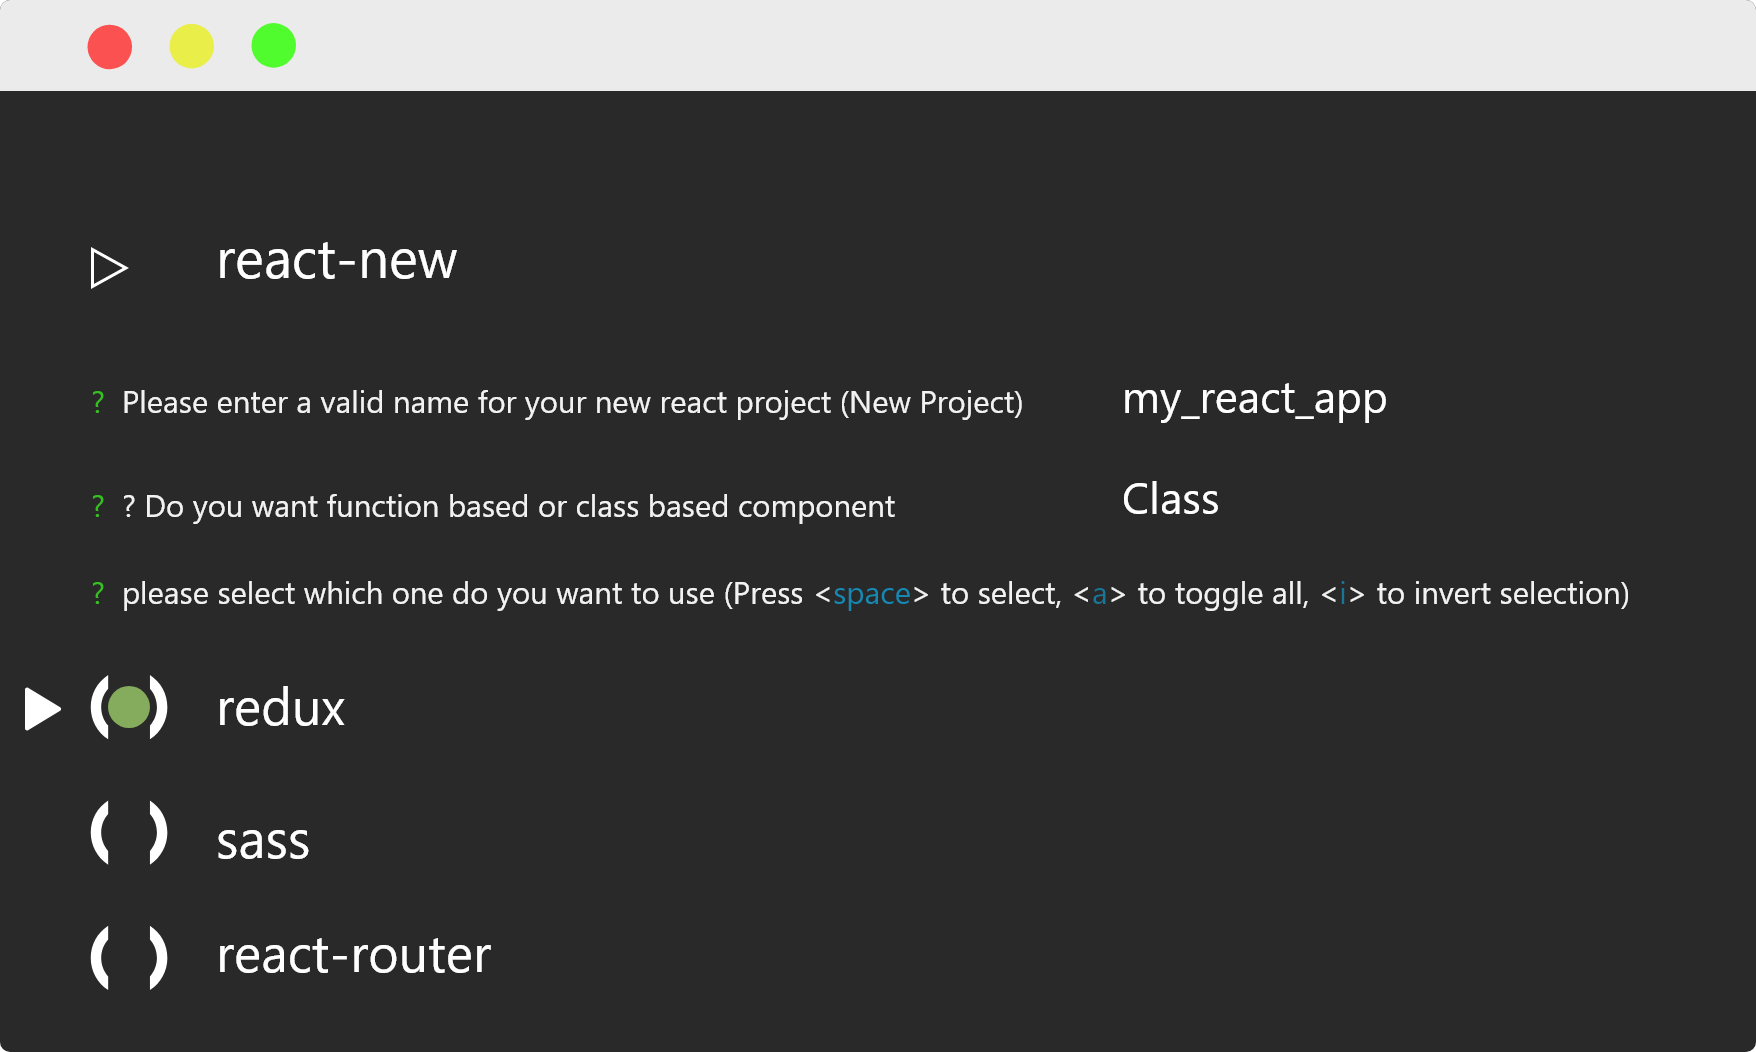 react-new
? Please enter a valid name for your new react project (New Project) my_react_app
? ? Do you want function based or class based component Class
? please select which one do you want to use (Press <space> to select, <a> to toggle all, <i> to invert selection)
( ) redux
( ) sass
( ) react-router